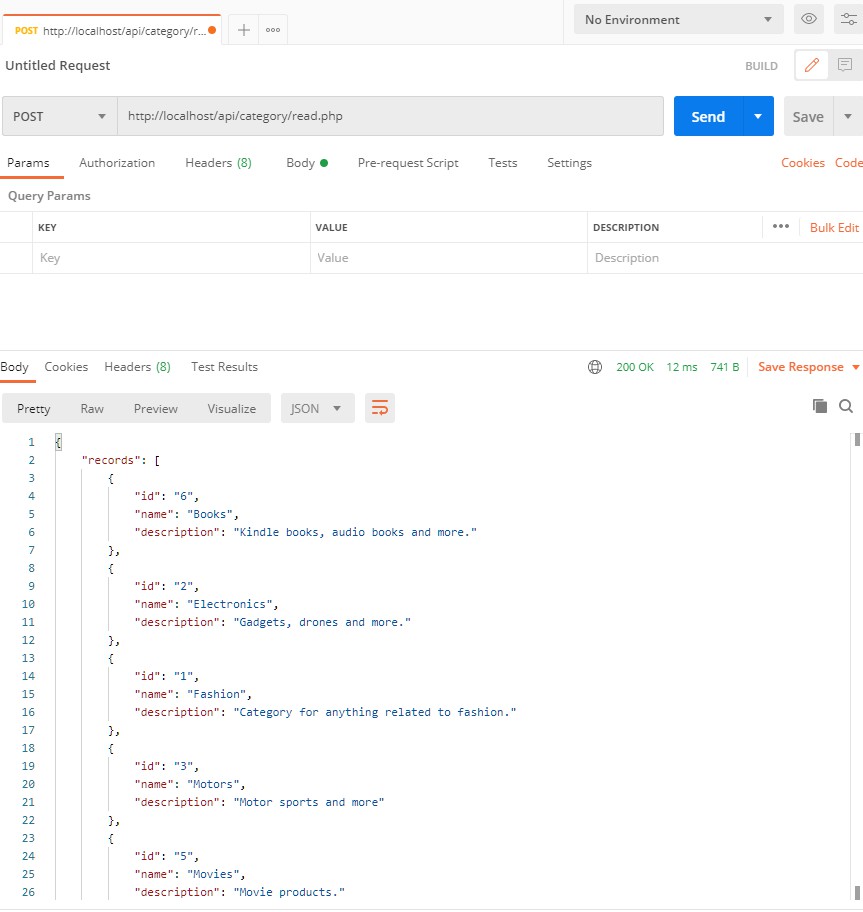 POST http://localhost/api/category/r...
No Environment
Untitled Request
BUILD
POST http://localhost/api/category/read.php Send Save
Params Authorization Headers (8) Body Pre-request Script Tests Settings Cookies Code
Query Params
KEY VALUE DESCRIPTION ••• Bulk Edit
Key Value Description
Body Cookies Headers (8) Test Results 200 OK 12 ms 741 B Save Response
Pretty Raw Preview Visualize JSON
1 {
2 "records": [
3 {
4 "id": "6",
5 "name": "Books",
6 "description": "Kindle books, audio books and more."
7 },
8 {
9 "id": "2",
10 "name": "Electronics",
11 "description": "Gadgets, drones and more."
12 },
13 {
14 "id": "1",
15 "name": "Fashion",
16 "description": "Category for anything related to fashion."
17 },
18 {
19 "id": "3",
20 "name": "Motors",
21 "description": "Motor sports and more"
22 },
23 {
24 "id": "5",
25 "name": "Movies",
26 "description": "Movie products."